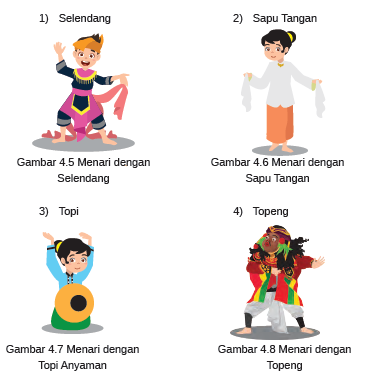 1) Selendang
2) Sapu Tangan
Gambar 4.5 Menari dengan
Selendang
Gambar 4.6 Menari dengan
Sapu Tangan
3) Topi
4) Topeng
Gambar 4.7 Menari dengan
Topi Anyaman
Gambar 4.8 Menari dengan
Topeng